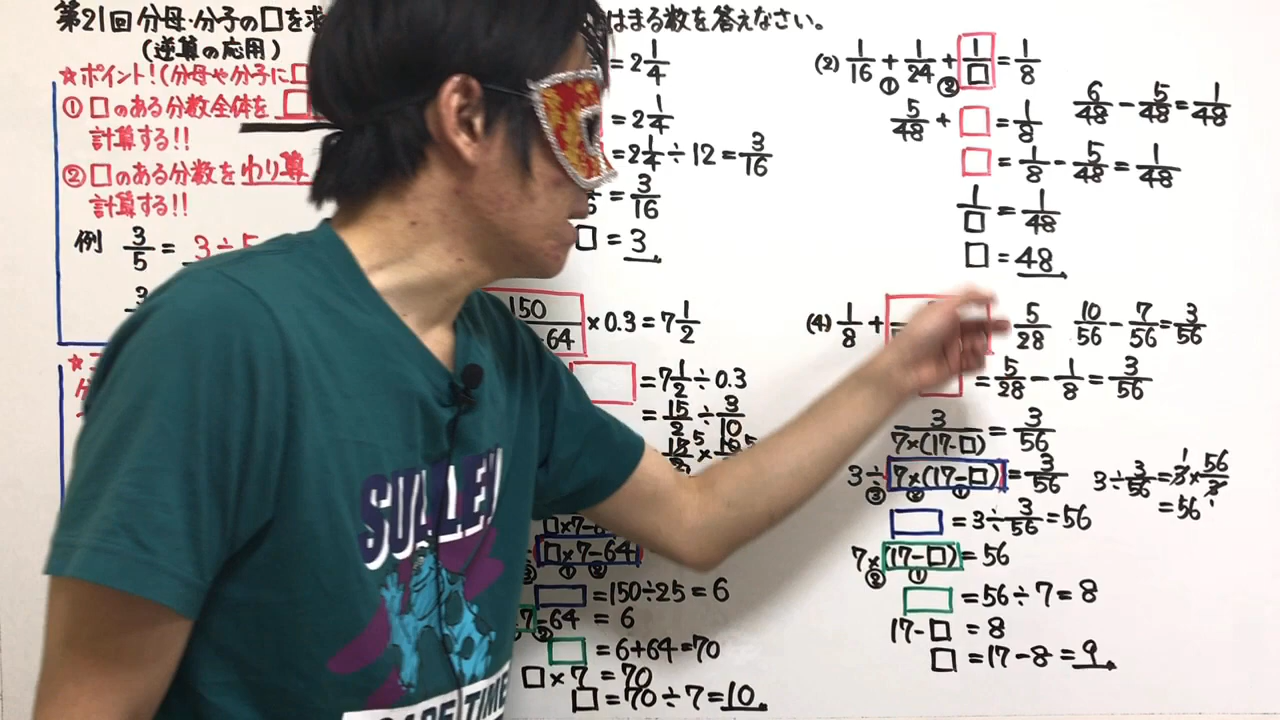 第21回 分母・分子の□を求
はまる数を答えなさい。
(逆算の応用)
☆ポイント!(分母や分子に□
①□のある分数全体を □
計算する!!
②□のある分数を わり算
計算する!!
例 3/5 = 3÷5
3
= 2 1/4
= 2 1/4
= 2 1/4 ÷ 12 = 3/16
= 3/16
□ = 3
(2) 1/16 + 1/24 + 1/□ = 1/8
① ②
5/48 + □ = 1/8
6/48 − 5/48 = 1/48
□ = 1/8 − 5/48 = 1/48
1/□ = 1/48
□ = 48
150
64 × 0.3 = 7 1/2
= 7 1/2 ÷ 0.3
= 15/2 ÷ 3/10
□×7−64
① ②
□ = 150÷25 = 6
7−64 = 6
□ = 6+64 = 70
□×7 = 70
□ = 70÷7 = 10
(4) 1/8 +
5/28
10/56 − 7/56 = 3/56
= 5/28 − 1/8 = 3/56
3/7×(17−□) = 3/56
3÷7×(17−□) = 3/56
③ ② ①
3÷3/56 = 3×56/3
= 56
□ = 3÷3/56 = 56
7×(17−□) = 56
② ①
□ = 56÷7 = 8
17−□ = 8
□ = 17−8 = 9
SULLEY
SCARE TIME